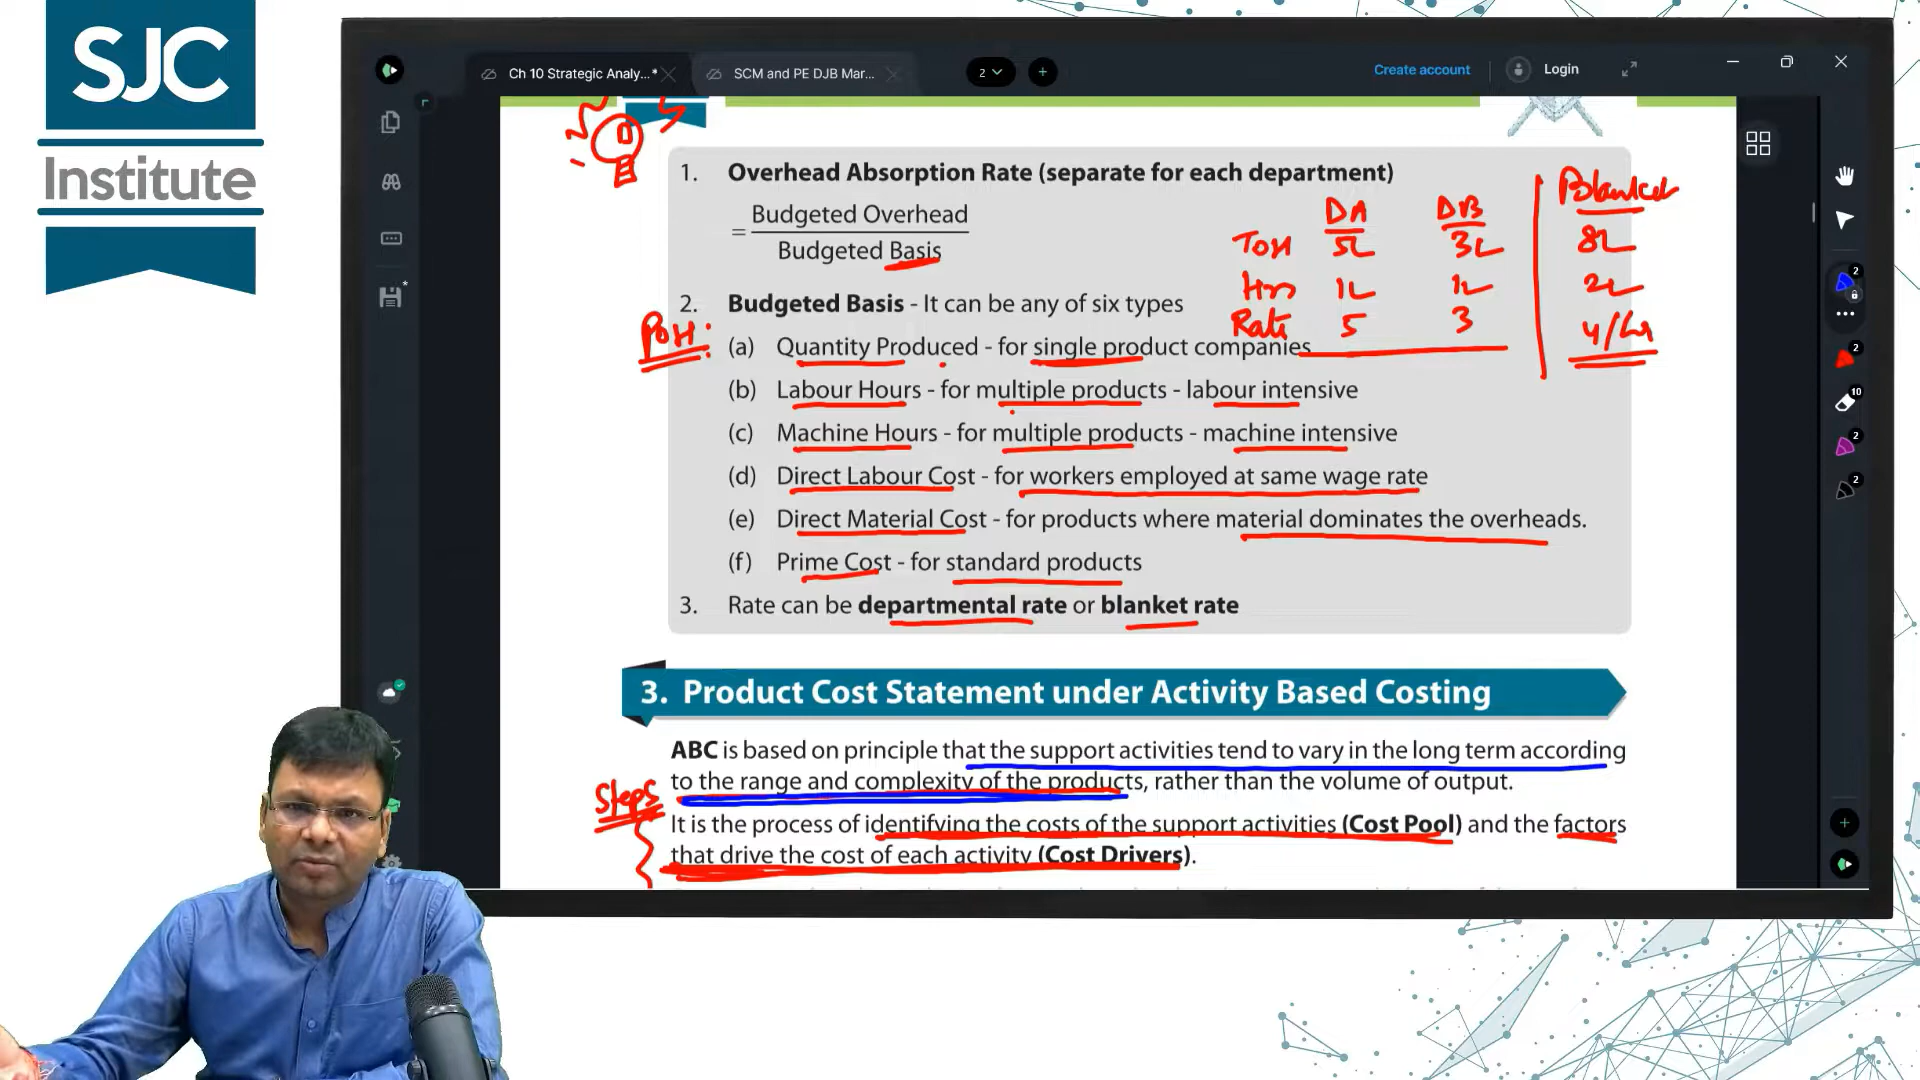 SJC
Institute
Ch 10 Strategic Analy...*
SCM and PE DJB Mar...
2
Create account
Login
1. Overhead Absorption Rate (separate for each department)
= Budgeted Overhead
Budgeted Basis
DA DB Blanket
TOH 5L 3L 8L
Hrs 1L 1L 2L
Rate 5 3 4/hr
2. Budgeted Basis - It can be any of six types
POH:
(a) Quantity Produced - for single product companies
(b) Labour Hours - for multiple products - labour intensive
(c) Machine Hours - for multiple products - machine intensive
(d) Direct Labour Cost - for workers employed at same wage rate
(e) Direct Material Cost - for products where material dominates the overheads.
(f) Prime Cost - for standard products
3. Rate can be departmental rate or blanket rate
3. Product Cost Statement under Activity Based Costing
ABC is based on principle that the support activities tend to vary in the long term according
to the range and complexity of the products, rather than the volume of output.
Steps
It is the process of identifying the costs of the support activities (Cost Pool) and the factors
that drive the cost of each activity (Cost Drivers).
2
2
10
2
2